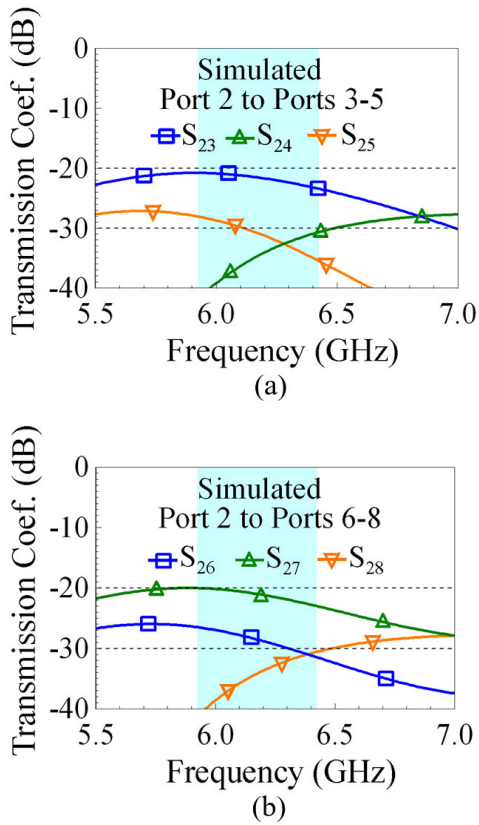 Transmission Coef. (dB)
0
-10
-20
-30
-40
Simulated
Port 2 to Ports 3-5
S23 S24 S25
5.5 6.0 6.5 7.0
Frequency (GHz)
(a)
Transmission Coef. (dB)
0
-10
-20
-30
-40
Simulated
Port 2 to Ports 6-8
S26 S27 S28
5.5 6.0 6.5 7.0
Frequency (GHz)
(b)